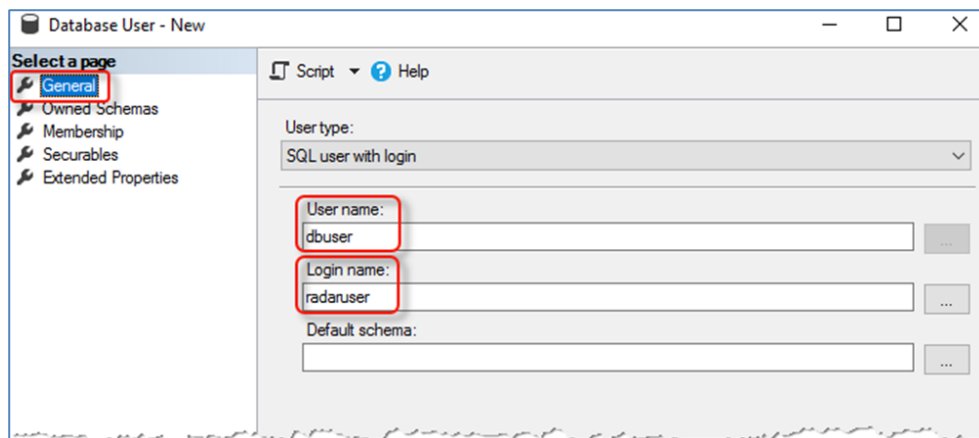 Database User - New
Select a page
General
Owned Schemas
Membership
Securables
Extended Properties
Script
Help
User type:
SQL user with login
User name:
dbuser
...
Login name:
radaruser
...
Default schema:
...